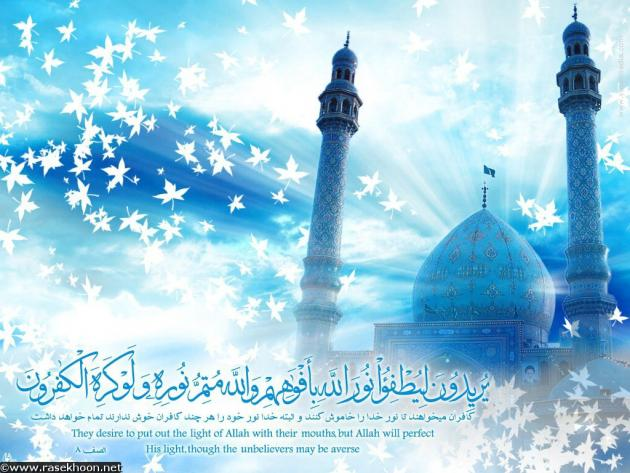 يُرِيدُونَ لِيُطْفِؤُا۟ نُورَ اللَّهِ بِأَفْوَٰهِهِمْ وَاللَّهُ مُتِمُّ نُورِهِ وَلَوْ كَرِهَ الْكَٰفِرُونَ
کافران میخواهند تا نور خدا را خاموش کنند و البته خدا نور خود را هر چند کافران خوش ندارند تمام خواهد داشت
They desire to put out the light of Allah with their mouths,but Allah will perfect
His light,though the unbelievers may be averse
الصف ۸
www.rasekhoon.net